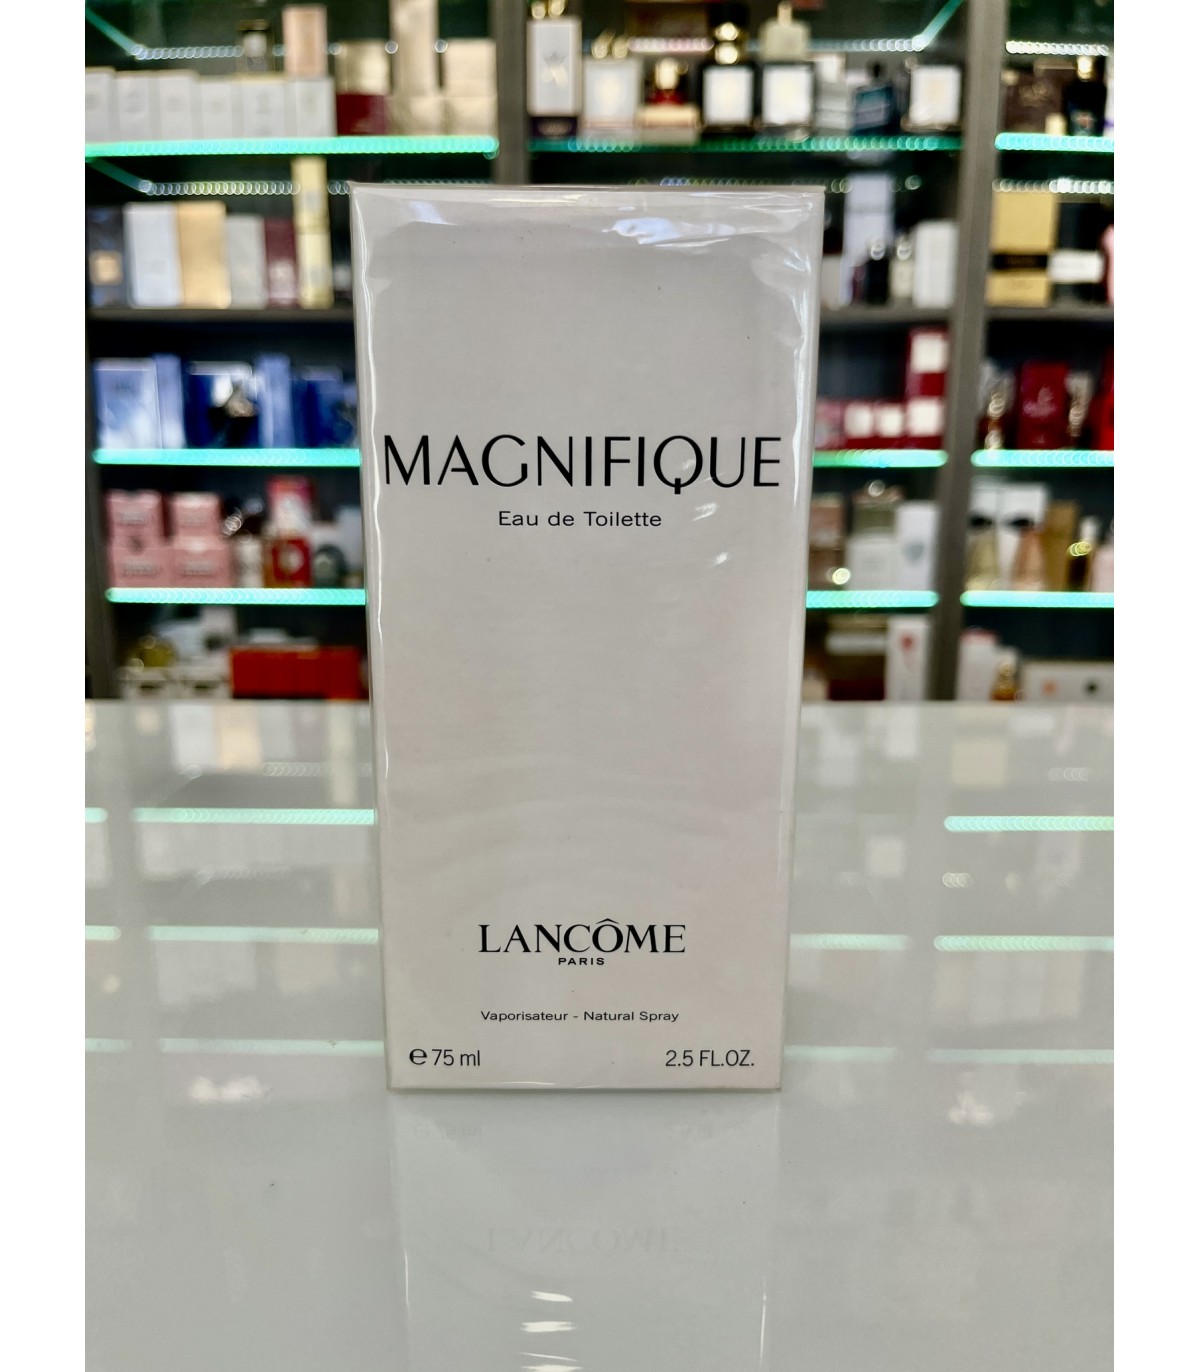 MAGNIFIQUE
Eau de Toilette
LANCÔME
PARIS
Vaporisateur - Natural Spray
℮ 75 ml 2.5 FL.OZ.